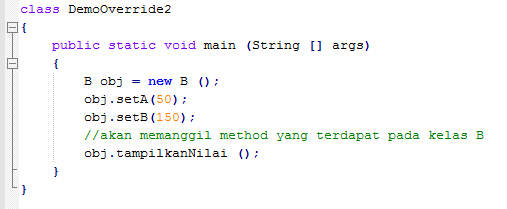 class DemoOverride2
{
public static void main (String [] args)
{
B obj = new B ();
obj.setA(50);
obj.setB(150);
//akan memanggil method yang terdapat pada kelas B
obj.tampilkanNilai ();
}
}